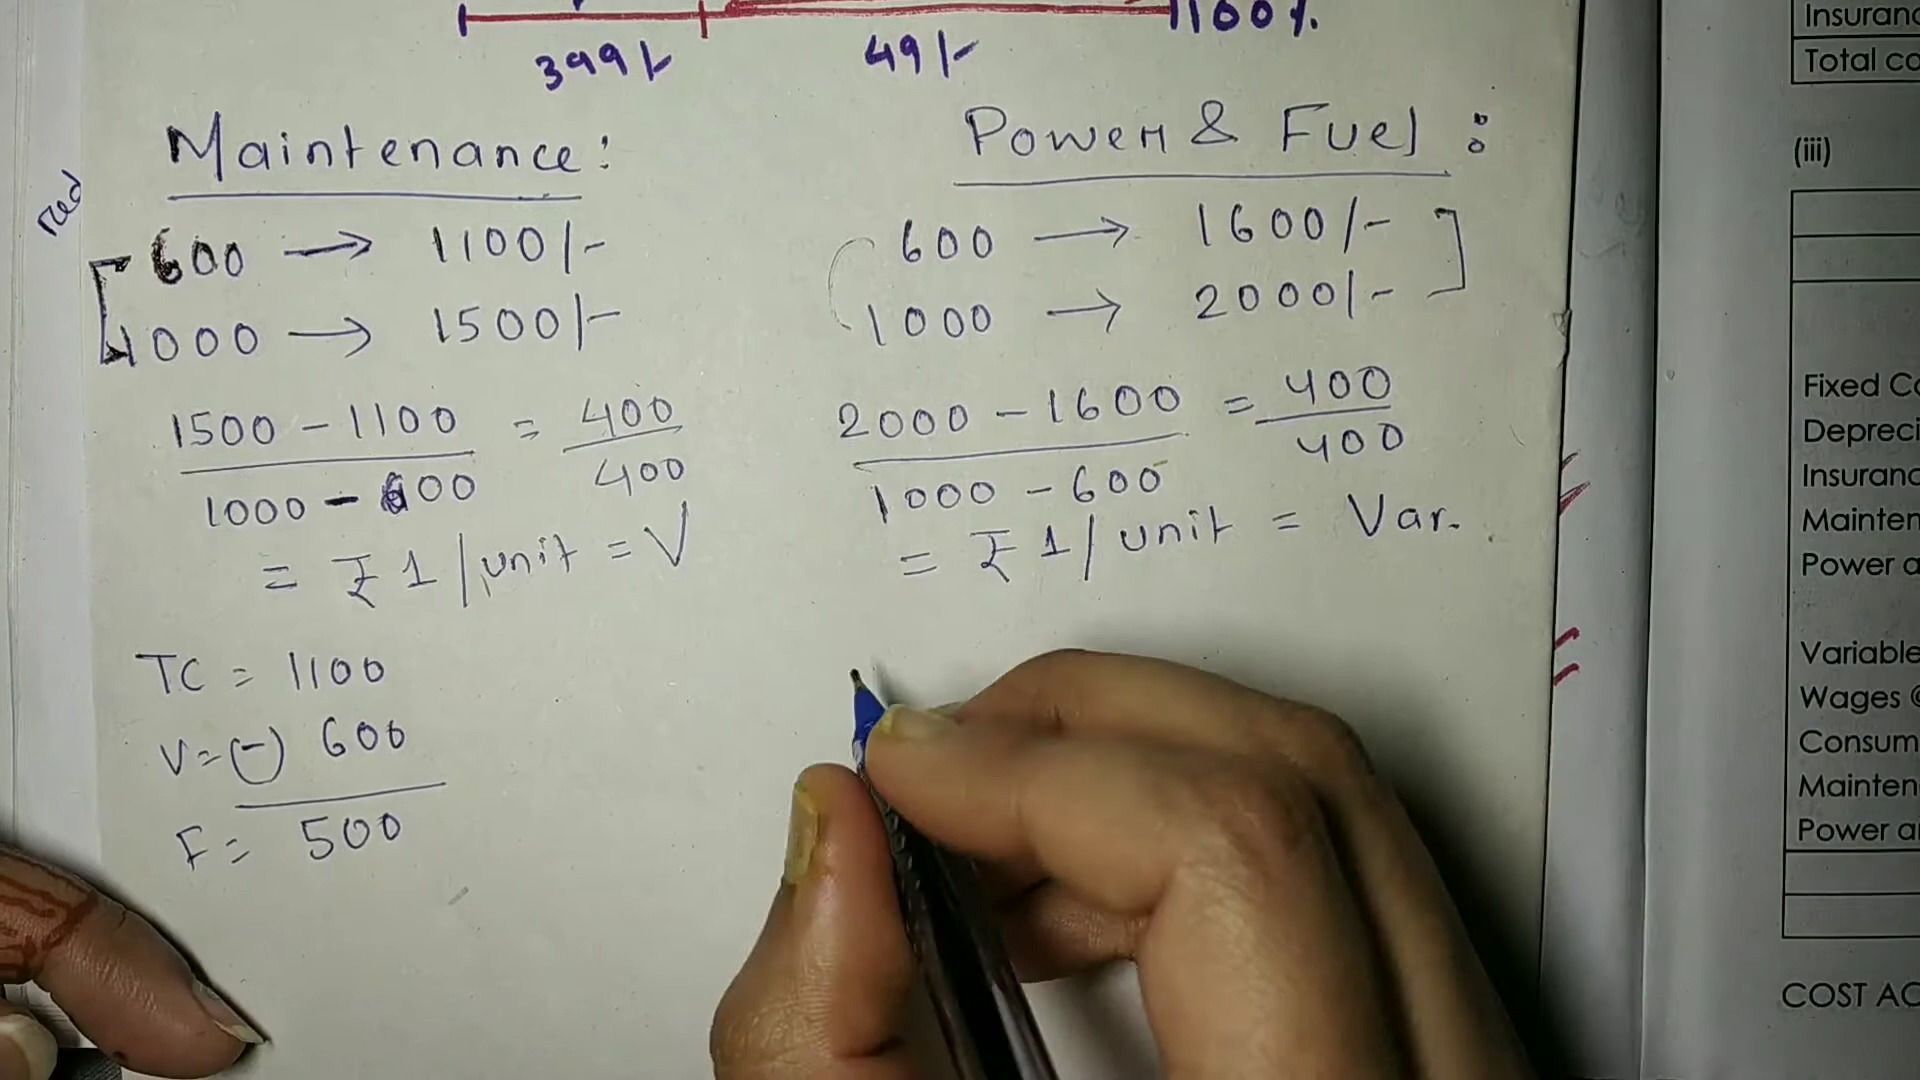 399/-
49/-
1100/.
Red
Maintenance:
600 → 1100/-
1000 → 1500/-
1500 - 1100 = 400
1000 - 600 400
= ₹1/unit = V
TC = 1100
V = (-) 600
F = 500
Power & Fuel :
600 → 1600/-
1000 → 2000/-
2000 - 1600 = 400
1000 - 600 400
= ₹1/unit = Var.
Insuranc
Total co
(iii)
Fixed Co
Depreci
Insuranc
Mainten
Power a
Variable
Wages @
Consum
Mainten
Power a
COST AC